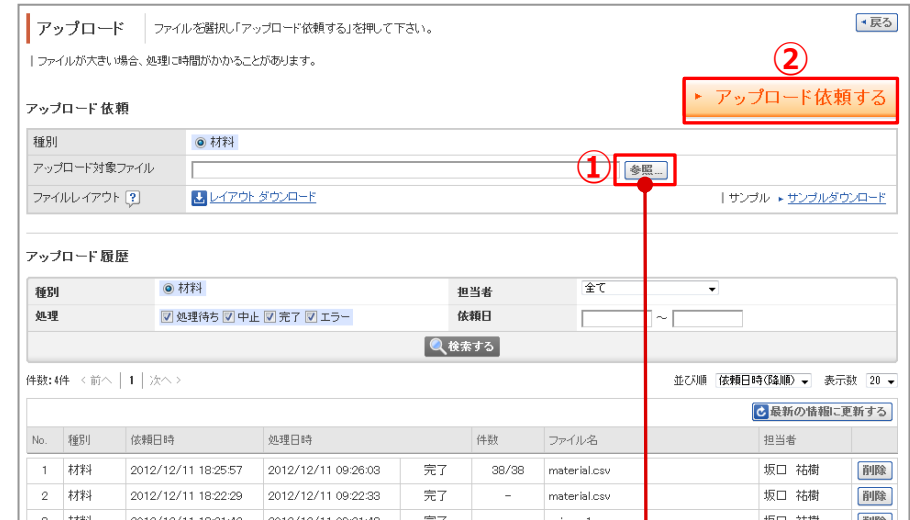 アップロード ファイルを選択し「アップロード依頼する」を押して下さい。 戻る
| ファイルが大きい場合、処理に時間がかかることがあります。
②
アップロード依頼する
アップロード依頼
種別 材料
アップロード対象ファイル ① 参照...
ファイルレイアウト ? レイアウトダウンロード | サンプル サンプルダウンロード
アップロード履歴
種別 材料 担当者 全て
処理 処理待ち 中止 完了 エラー 依頼日 ～
検索する
件数:4件 < 前へ | 1 | 次へ > 並び順 依頼日時(降順) 表示数 20
最新の情報に更新する
No. 種別 依頼日時 処理日時 件数 ファイル名 担当者
1 材料 2012/12/11 18:25:57 2012/12/11 09:26:03 完了 38/38 material.csv 坂口 祐樹 削除
2 材料 2012/12/11 18:22:29 2012/12/11 09:22:33 完了 - material.csv 坂口 祐樹 削除